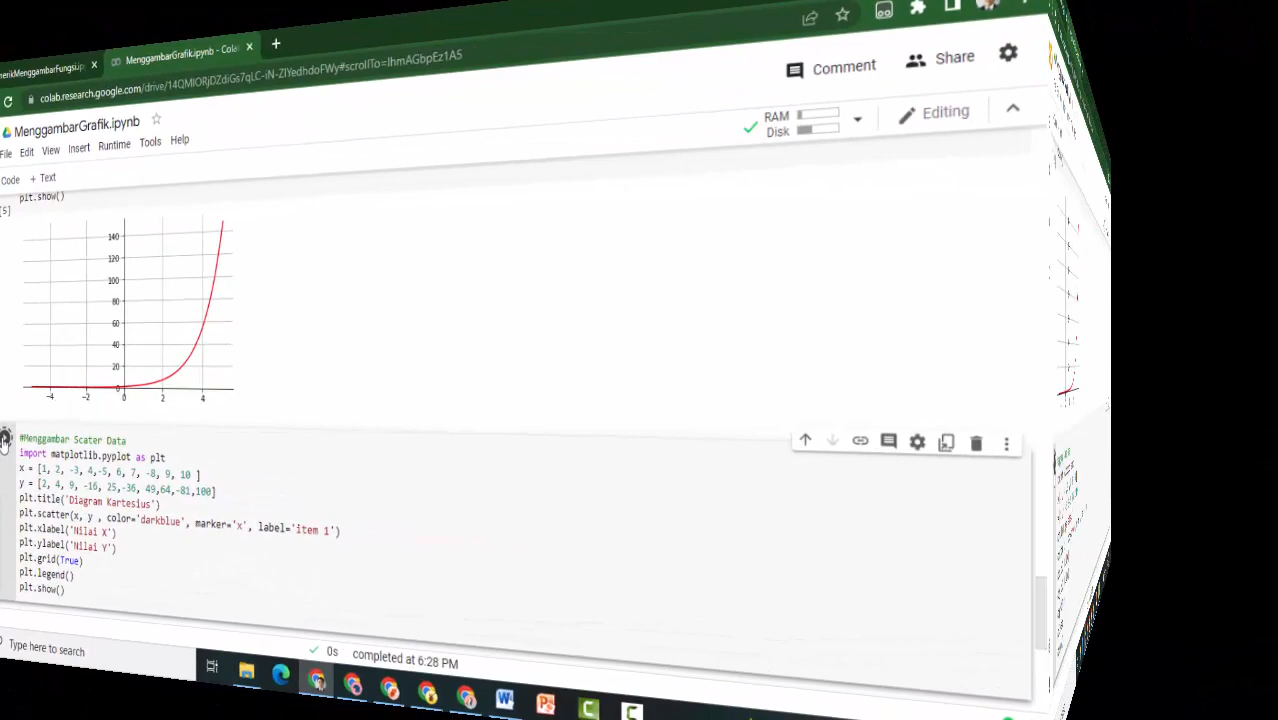 MenggambarFungsi.ip
MenggambarGrafik.ipynb - Cola
colab.research.google.com/drive/14QMIORjDZdiGs7qLC-iN-ZIYedhdoFWy#scrollTo=IhmAGbpEz1A5
MenggambarGrafik.ipynb
Comment
Share
File Edit View Insert Runtime Tools Help
RAM
Disk
Editing
Code + Text
plt.show()
[5]
140
120
100
80
60
40
20
0
−4 −2 0 2 4
#Menggambar Scater Data
import matplotlib.pyplot as plt
x = [1, 2, -3, 4,-5, 6, 7, -8, 9, 10 ]
y = [2, 4, 9, -16, 25,-36, 49,64,-81,100]
plt.title('Diagram Kartesius')
plt.scatter(x, y , color='darkblue', marker='x', label='item 1')
plt.xlabel('Nilai X')
plt.ylabel('Nilai Y')
plt.grid(True)
plt.legend()
plt.show()
0s completed at 6:28 PM
Type here to search